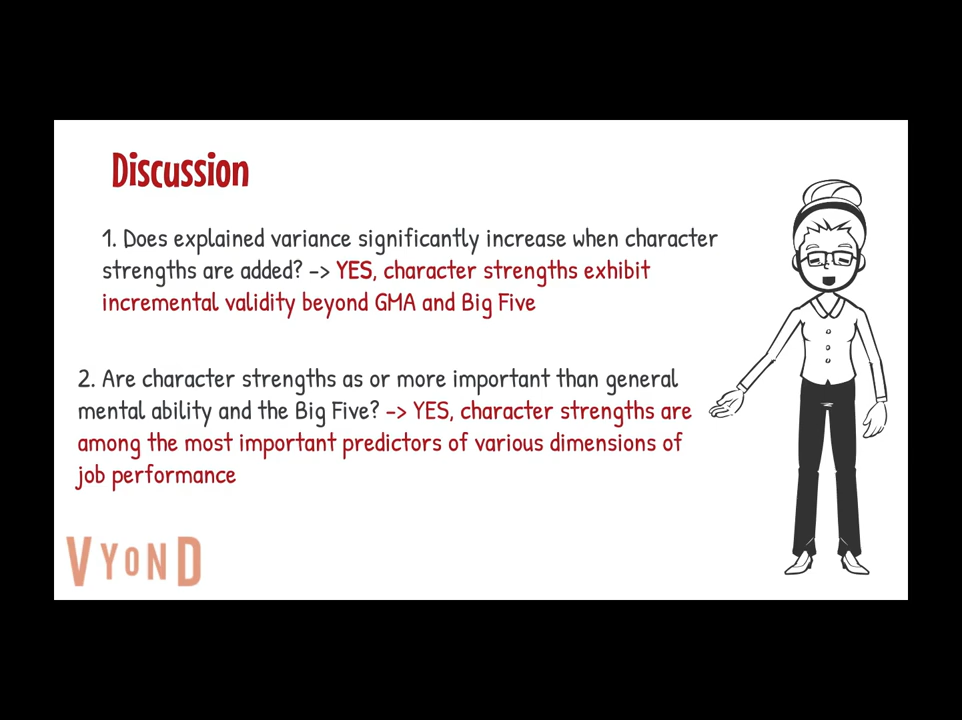 Discussion
1. Does explained variance significantly increase when character
strengths are added? -> YES, character strengths exhibit
incremental validity beyond GMA and Big Five
2. Are character strengths as or more important than general
mental ability and the Big Five? -> YES, character strengths are
among the most important predictors of various dimensions of
job performance
VYOND